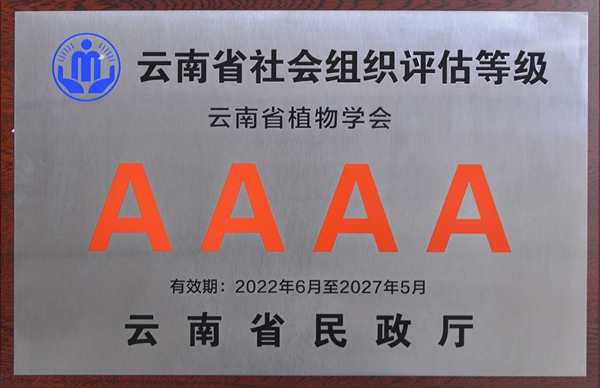 云南省社会组织评估等级
云南省植物学会
AAAA
有效期：2022年6月至2027年5月
云南省民政厅